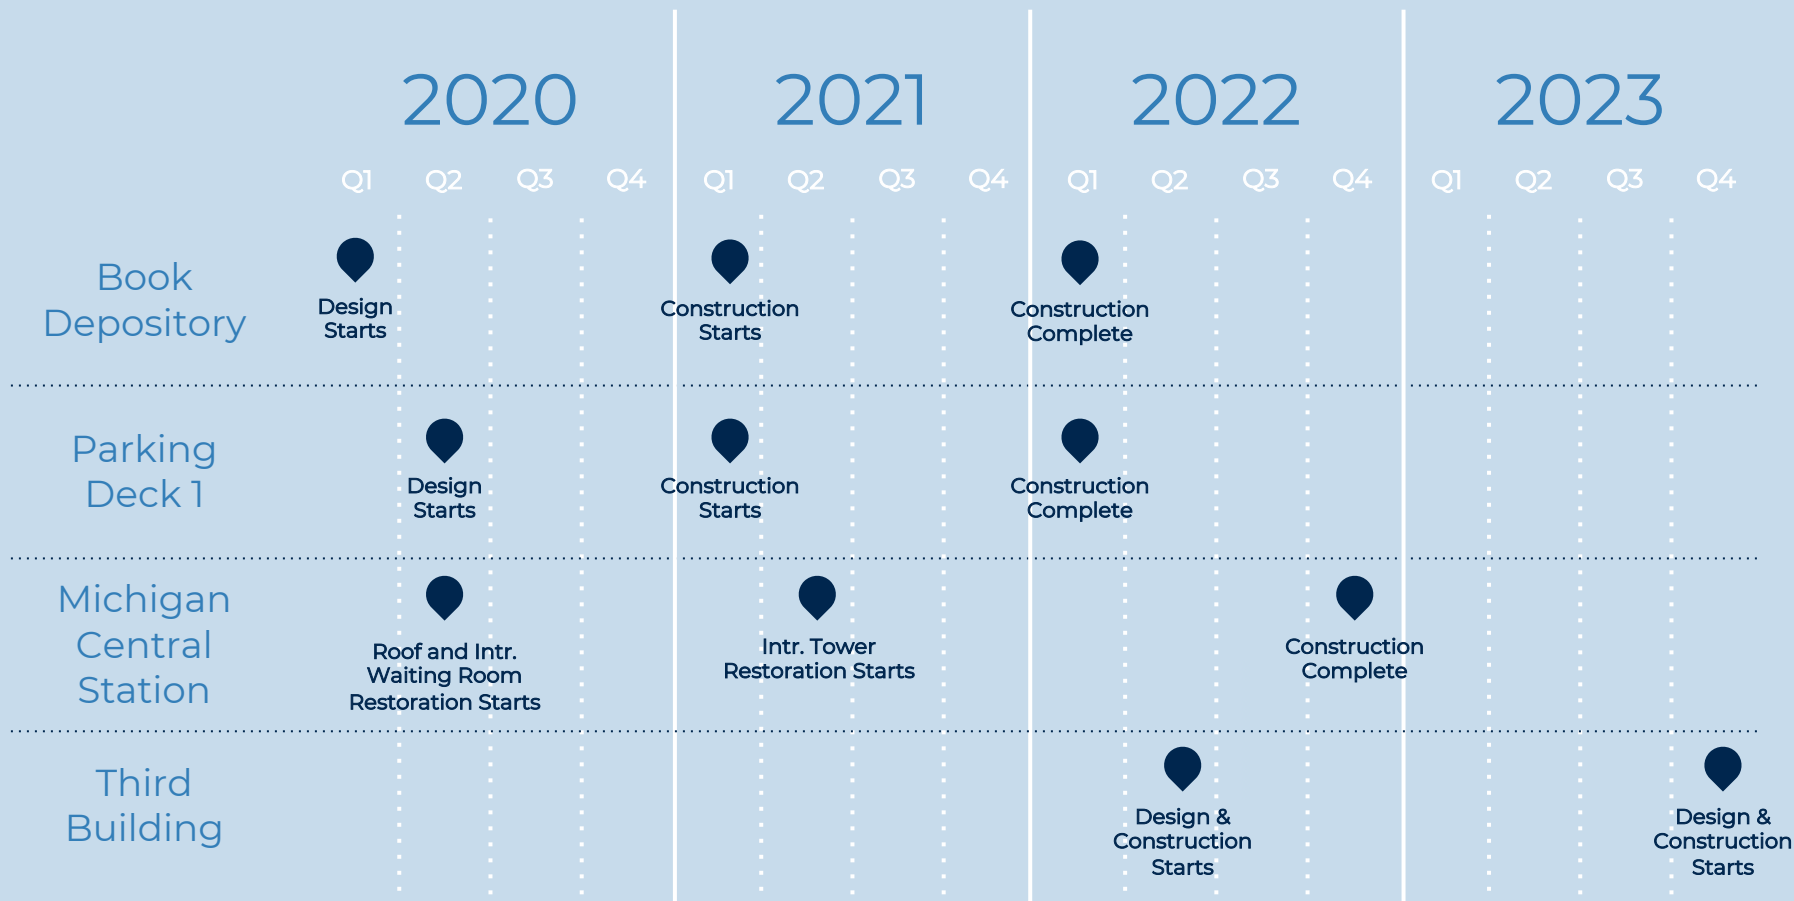 2020 2021 2022 2023
Q1 Q2 Q3 Q4 Q1 Q2 Q3 Q4 Q1 Q2 Q3 Q4 Q1 Q2 Q3 Q4
Book
Depository
Design
Starts
Construction
Starts
Construction
Complete
Parking
Deck 1
Design
Starts
Construction
Starts
Construction
Complete
Michigan
Central
Station
Roof and Intr.
Waiting Room
Restoration Starts
Intr. Tower
Restoration Starts
Construction
Complete
Third
Building
Design &
Construction
Starts
Design &
Construction
Starts